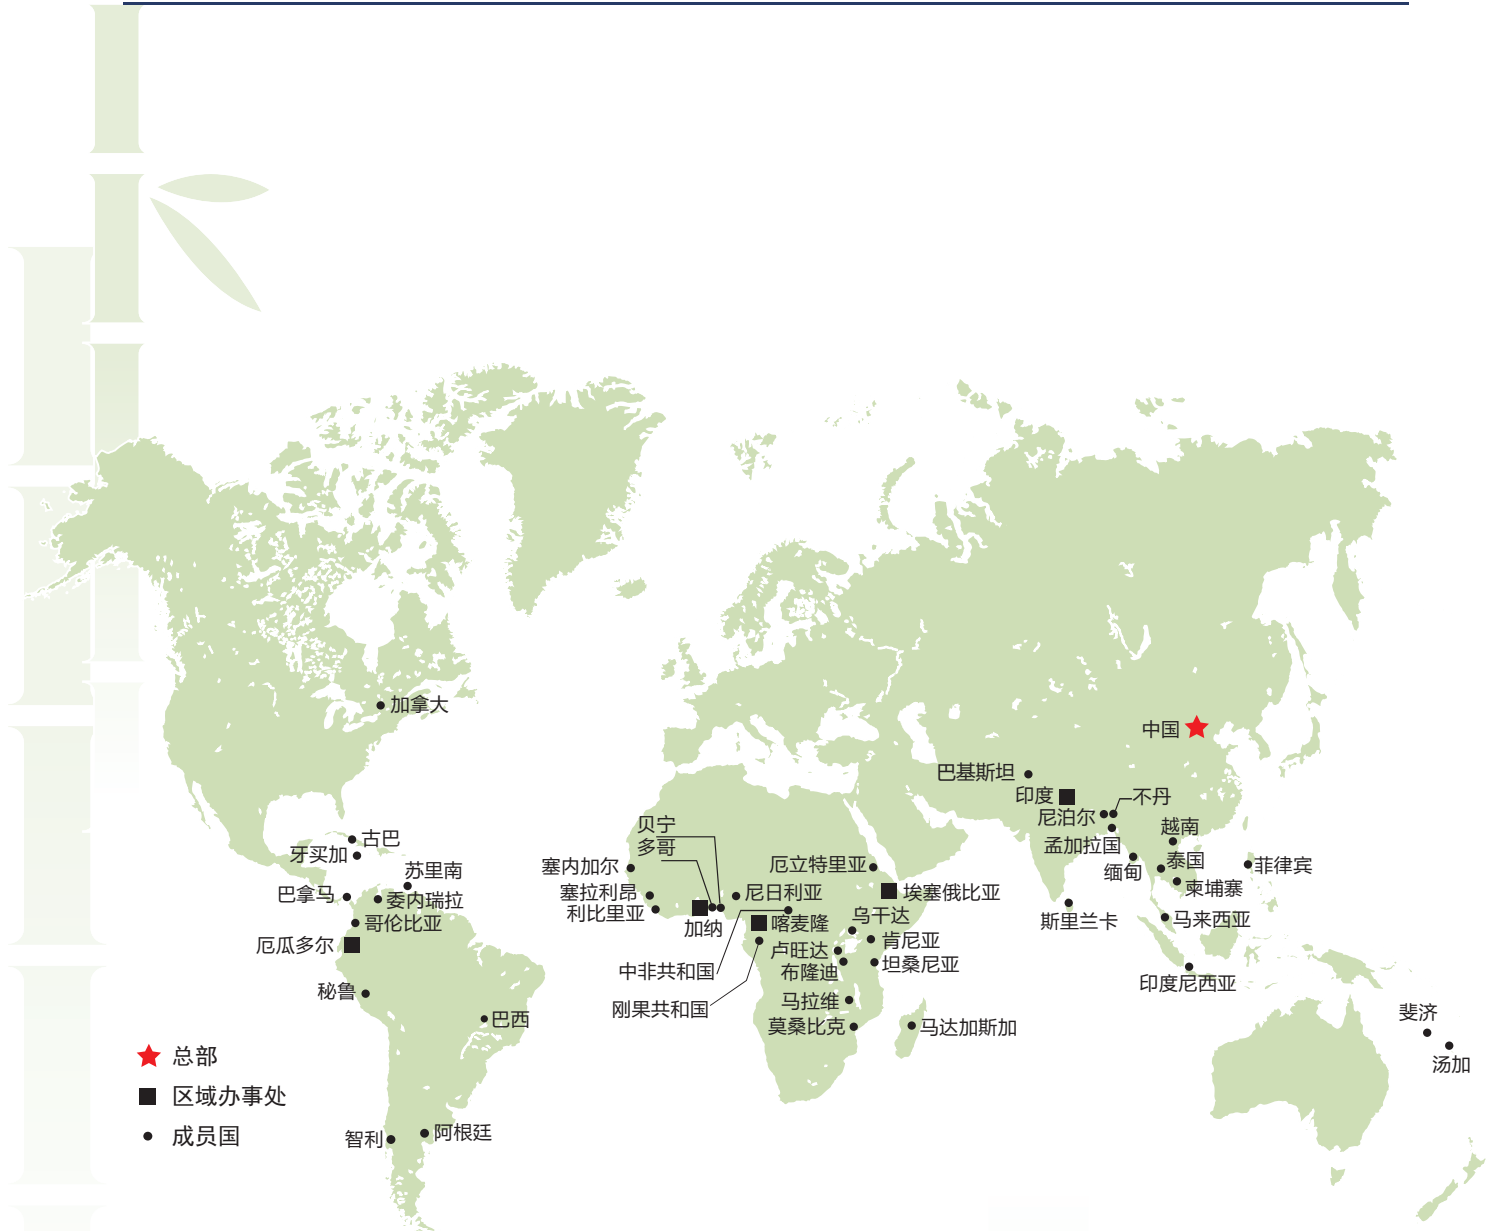 加拿大
中国
巴基斯坦
印度
不丹
尼泊尔
孟加拉国
越南
古巴
牙买加
贝宁
多哥
缅甸
泰国
菲律宾
苏里南
塞内加尔
厄立特里亚
柬埔寨
巴拿马
委内瑞拉
塞拉利昂
尼日利亚
埃塞俄比亚
利比里亚
哥伦比亚
加纳
喀麦隆
乌干达
斯里兰卡
马来西亚
厄瓜多尔
肯尼亚
卢旺达
坦桑尼亚
中非共和国
布隆迪
印度尼西亚
秘鲁
刚果共和国
马拉维
巴西
莫桑比克
马达加斯加
斐济
汤加
总部
区域办事处
成员国
智利
阿根廷